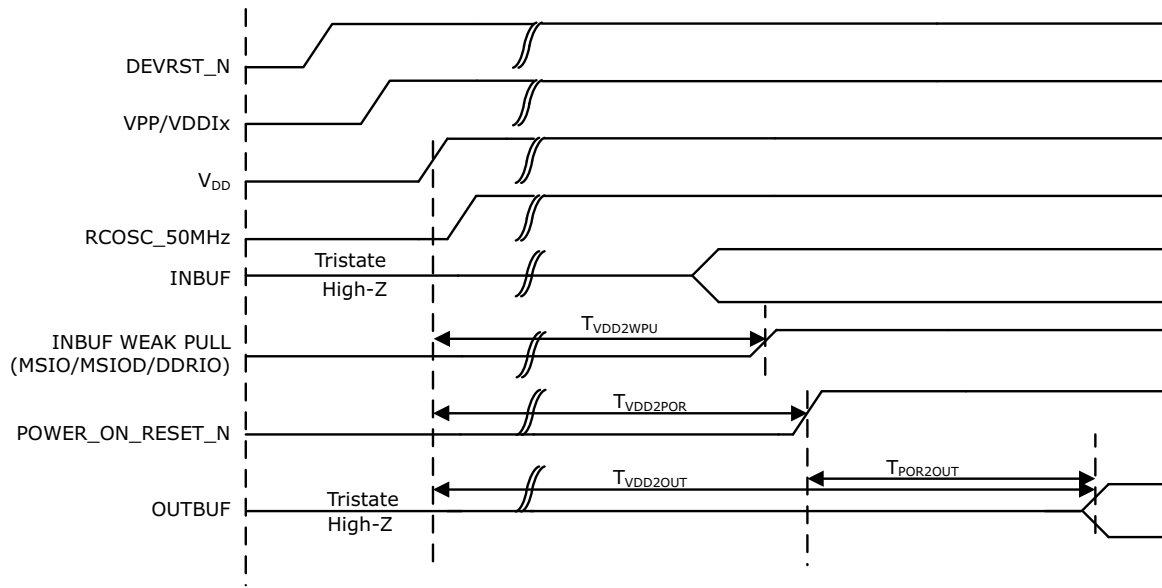 DEVRST_N
VPP/VDDIx
VDD
RCOSC_50MHz
INBUF
Tristate
High-Z
INBUF WEAK PULL
(MSIO/MSIOD/DDRIO)
TVDD2WPU
POWER_ON_RESET_N
TVDD2POR
OUTBUF
Tristate
High-Z
TVDD2OUT
TPOR2OUT